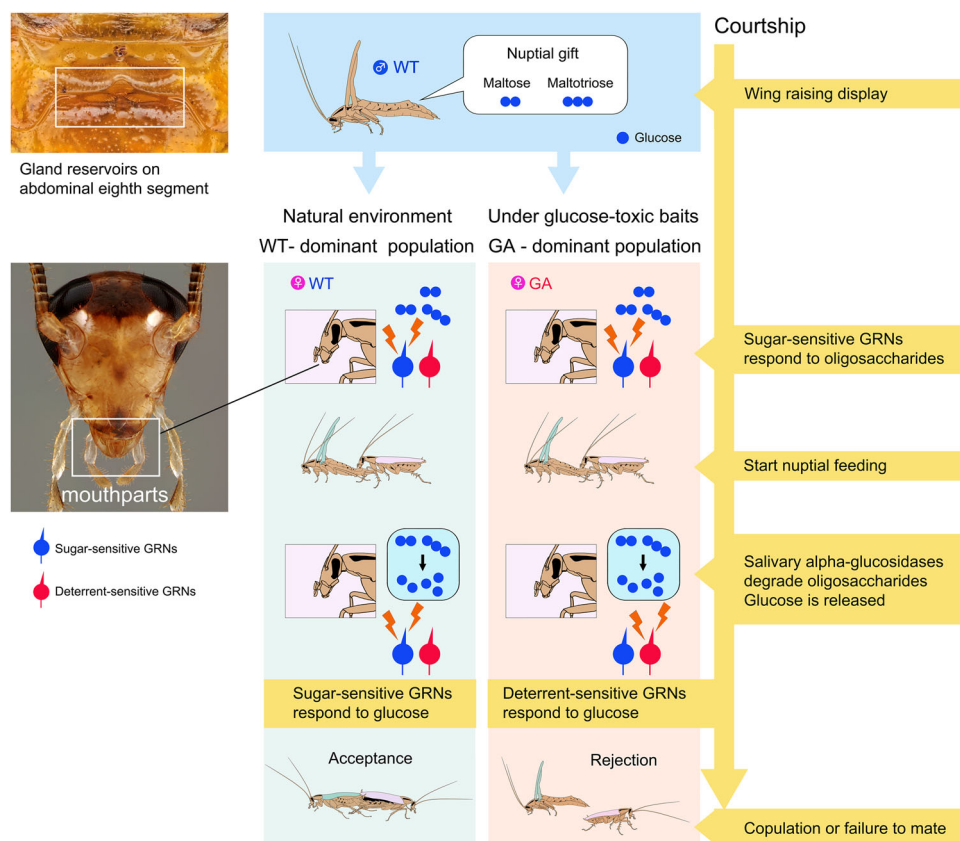 Courtship
♂ WT
Nuptial gift
Maltose Maltotriose
Glucose
Wing raising display
Gland reservoirs on
abdominal eighth segment
Natural environment
WT- dominant population
Under glucose-toxic baits
GA - dominant population
♀ WT
♀ GA
Sugar-sensitive GRNs
respond to oligosaccharides
mouthparts
Start nuptial feeding
Sugar-sensitive GRNs
Deterrent-sensitive GRNs
Salivary alpha-glucosidases
degrade oligosaccharides
Glucose is released
Sugar-sensitive GRNs
respond to glucose
Deterrent-sensitive GRNs
respond to glucose
Acceptance
Rejection
Copulation or failure to mate